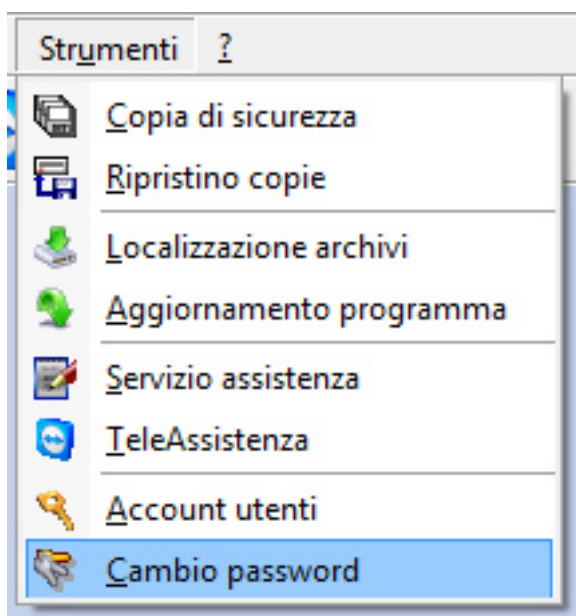 Strumenti ?
Copia di sicurezza
Ripristino copie
Localizzazione archivi
Aggiornamento programma
Servizio assistenza
TeleAssistenza
Account utenti
Cambio password